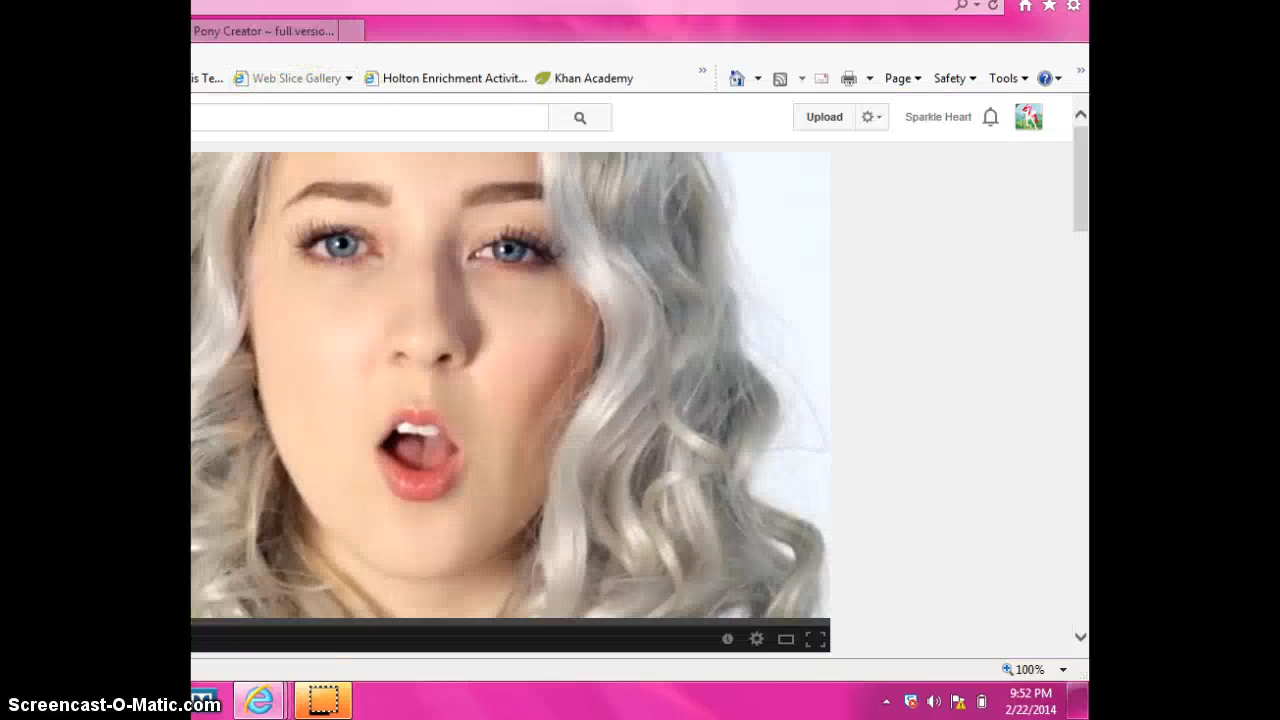 Pony Creator ~ full versio...
is Te... Web Slice Gallery Holton Enrichment Activit... Khan Academy » Page Safety Tools »
Upload Sparkle Heart
100%
9:52 PM
2/22/2014
Screencast-O-Matic.com